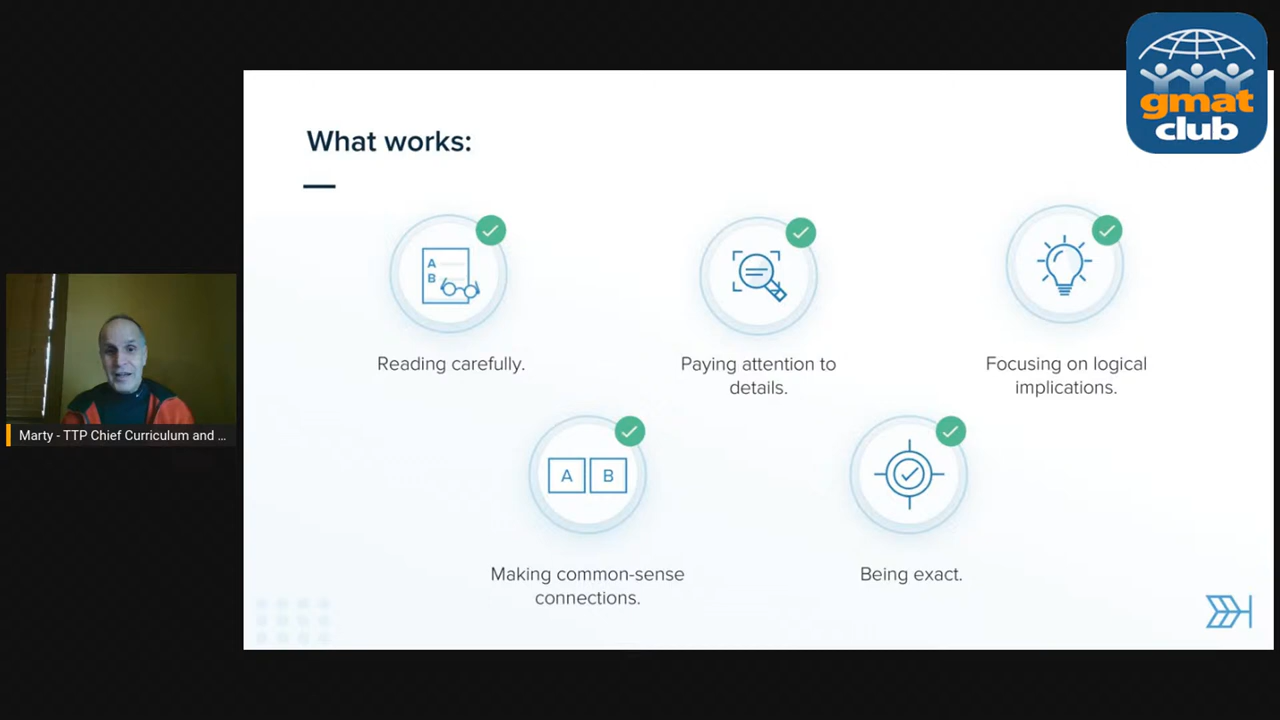 gmat
club
What works:
A
B
Reading carefully.
Paying attention to
details.
Focusing on logical
implications.
A B
Making common-sense
connections.
Being exact.
Marty - TTP Chief Curriculum and ...